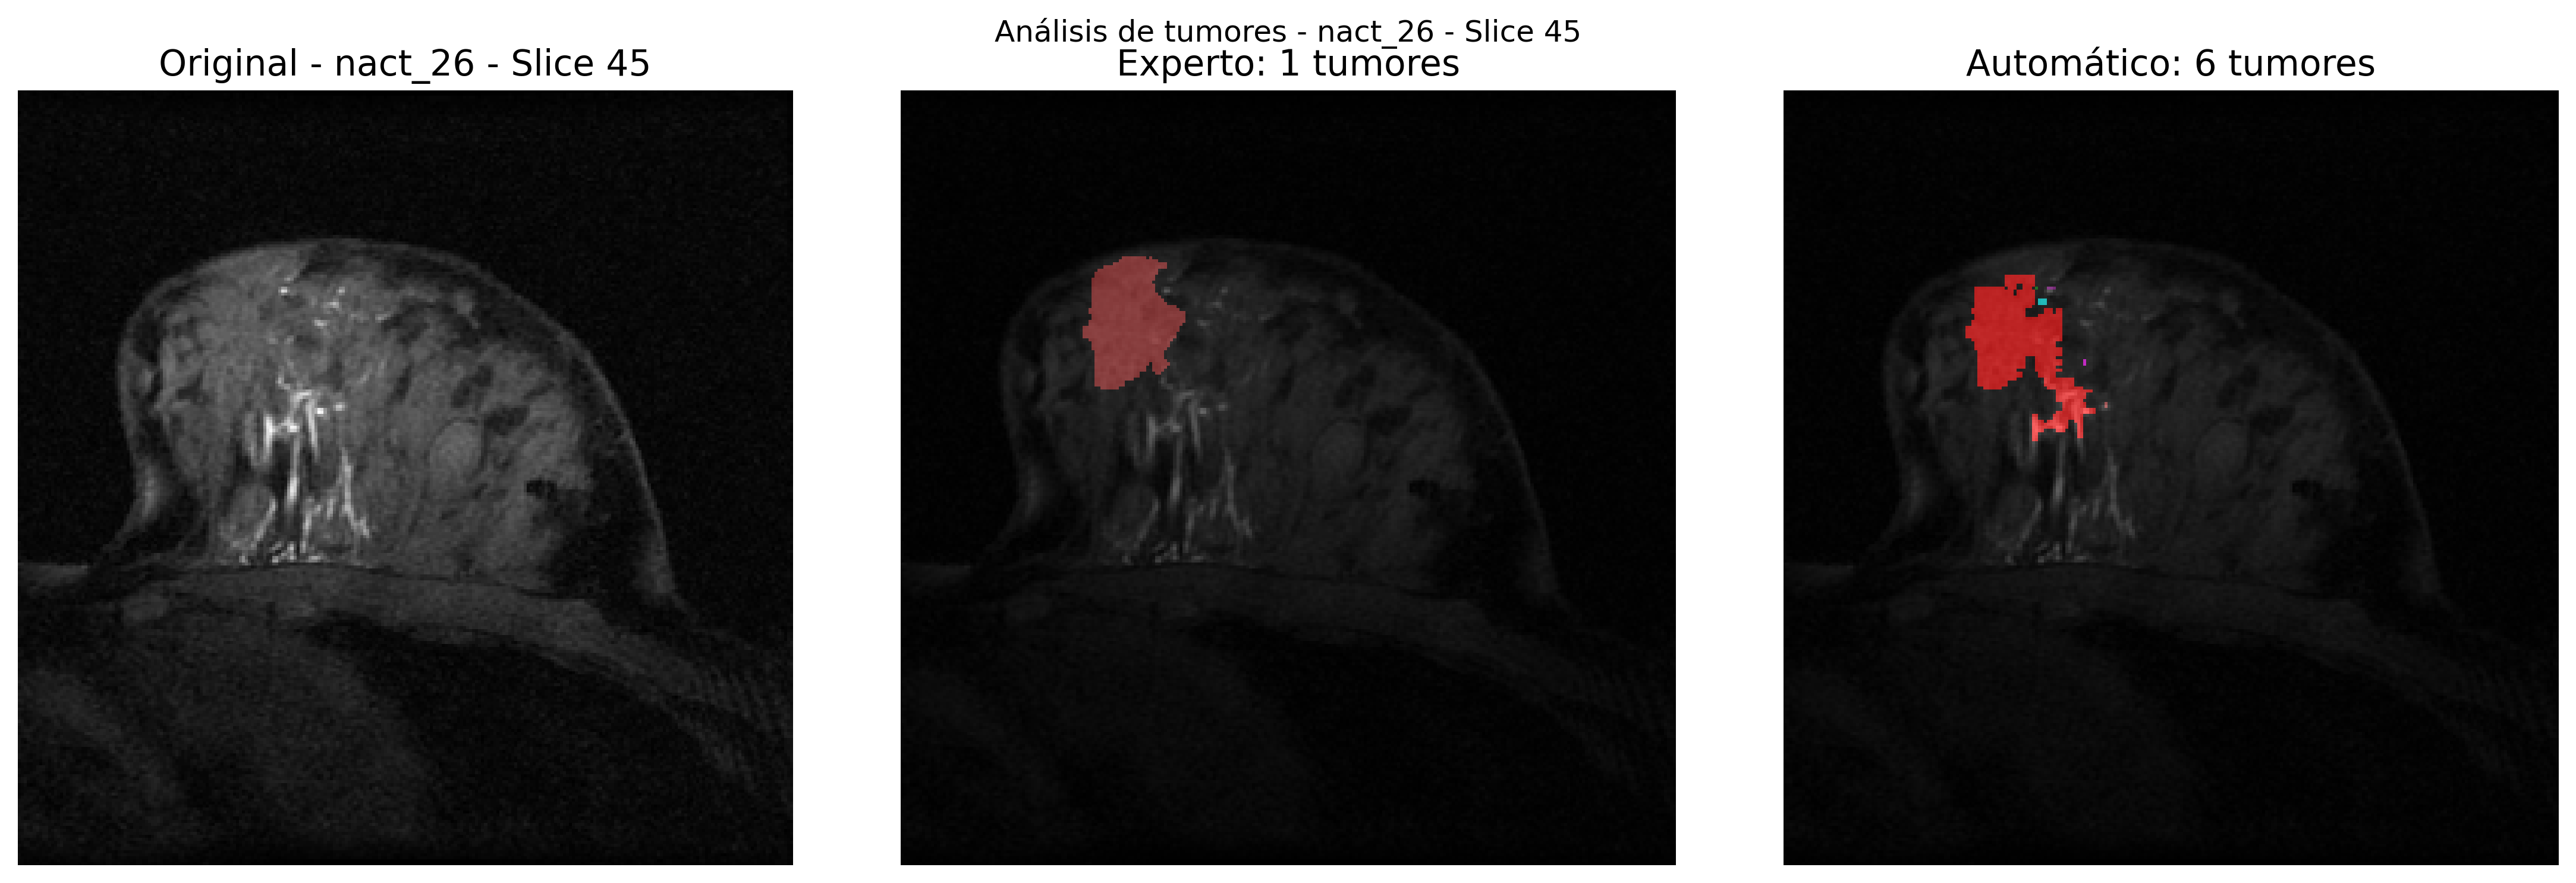 Análisis de tumores - nact_26 - Slice 45
Original - nact_26 - Slice 45
Experto: 1 tumores
Automático: 6 tumores